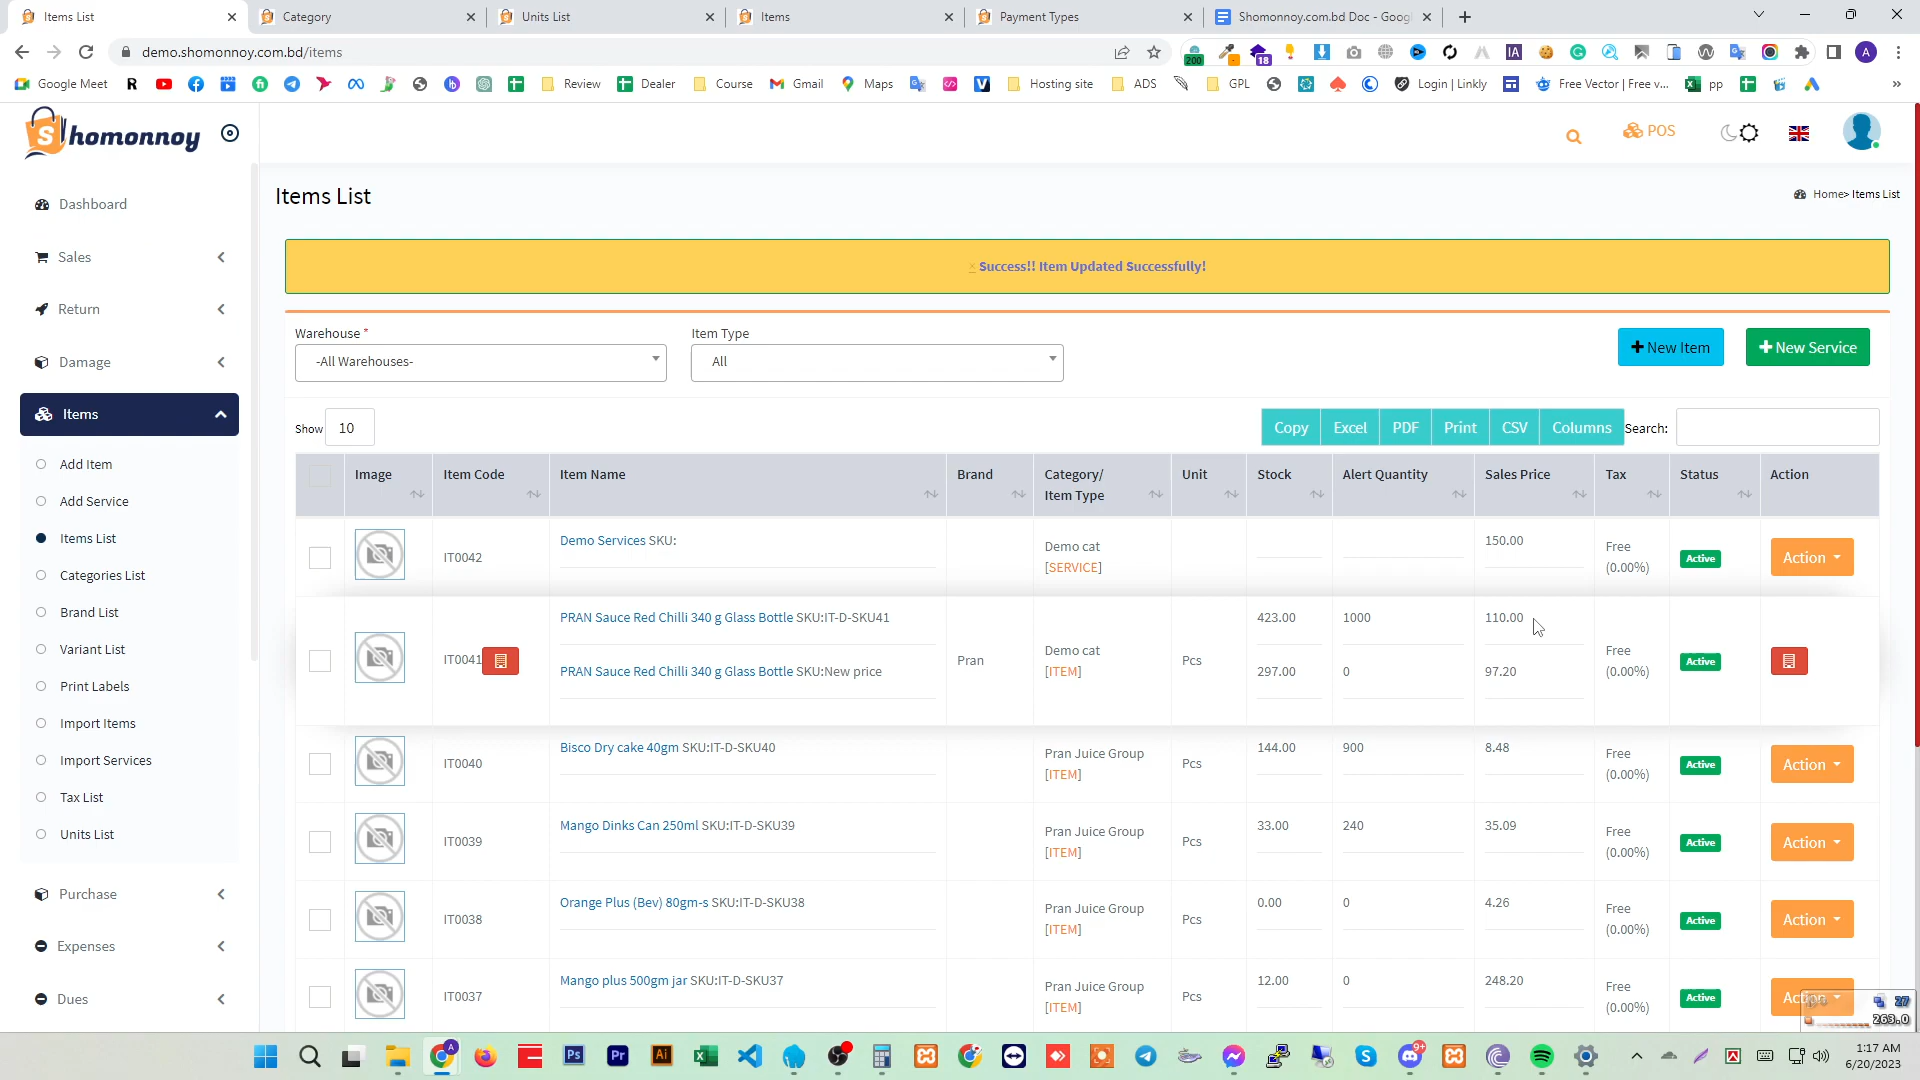 Items List
Category
Units List
Items
Payment Types
Shomonnoy.com.bd Doc - Goog
demo.shomonnoy.com.bd/items
200
18
IA
A
Google Meet
Review
Dealer
Course
Gmail
Maps
Hosting site
ADS
GPL
Login | Linkly
Free Vector | Free v...
pp
»
Shomonnoy
POS
Items List
Home> Items List
Dashboard
Sales
Return
Damage
Items
Add Item
Add Service
Items List
Categories List
Brand List
Variant List
Print Labels
Import Items
Import Services
Tax List
Units List
Purchase
Expenses
Dues
× Success!! Item Updated Successfully!
Warehouse *
-All Warehouses-
Item Type
All
+ New Item
+ New Service
Show 10
Copy Excel PDF Print CSV Columns Search:
Image Item Code Item Name Brand Category/ Item Type Unit Stock Alert Quantity Sales Price Tax Status Action
IT0042 Demo Services SKU: Demo cat [SERVICE] 150.00 Free (0.00%) Active Action
IT0041 PRAN Sauce Red Chilli 340 g Glass Bottle SKU:IT-D-SKU41 Pran Demo cat [ITEM] Pcs 423.00 1000 110.00 Free (0.00%) Active
PRAN Sauce Red Chilli 340 g Glass Bottle SKU:New price 297.00 0 97.20
IT0040 Bisco Dry cake 40gm SKU:IT-D-SKU40 Pran Juice Group [ITEM] Pcs 144.00 900 8.48 Free (0.00%) Active Action
IT0039 Mango Dinks Can 250ml SKU:IT-D-SKU39 Pran Juice Group [ITEM] Pcs 33.00 240 35.09 Free (0.00%) Active Action
IT0038 Orange Plus (Bev) 80gm-s SKU:IT-D-SKU38 Pran Juice Group [ITEM] Pcs 0.00 0 4.26 Free (0.00%) Active Action
IT0037 Mango plus 500gm jar SKU:IT-D-SKU37 Pran Juice Group [ITEM] Pcs 12.00 0 248.20 Free (0.00%) Active Action
27
263.0
Ps
Pr
Ai
9+
1:17 AM
6/20/2023